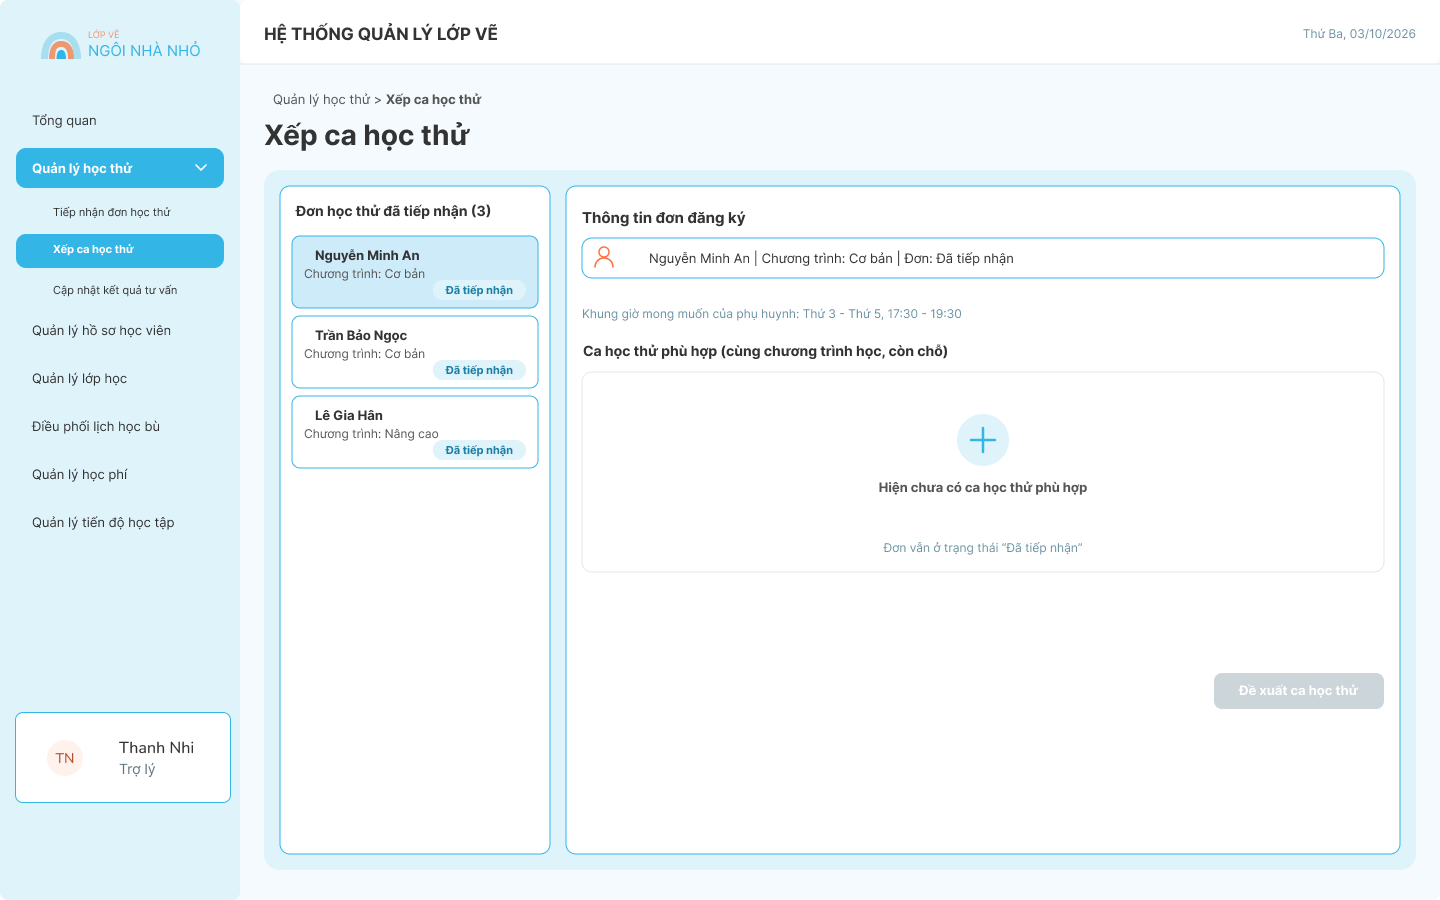 LỚP VẼ
NGÔI NHÀ NHỎ
Tổng quan
Quản lý học thử
Tiếp nhận đơn học thử
Xếp ca học thử
Cập nhật kết quả tư vấn
Quản lý hồ sơ học viên
Quản lý lớp học
Điều phối lịch học bù
Quản lý học phí
Quản lý tiến độ học tập
TN
Thanh Nhi
Trợ lý
HỆ THỐNG QUẢN LÝ LỚP VẼ
Thứ Ba, 03/10/2026
Quản lý học thử > Xếp ca học thử
Xếp ca học thử
Đơn học thử đã tiếp nhận (3)
Nguyễn Minh An
Chương trình: Cơ bản
Đã tiếp nhận
Trần Bảo Ngọc
Chương trình: Cơ bản
Đã tiếp nhận
Lê Gia Hân
Chương trình: Nâng cao
Đã tiếp nhận
Thông tin đơn đăng ký
Nguyễn Minh An | Chương trình: Cơ bản | Đơn: Đã tiếp nhận
Khung giờ mong muốn của phụ huynh: Thứ 3 - Thứ 5, 17:30 - 19:30
Ca học thử phù hợp (cùng chương trình học, còn chỗ)
Hiện chưa có ca học thử phù hợp
Đơn vẫn ở trạng thái “Đã tiếp nhận”
Đề xuất ca học thử